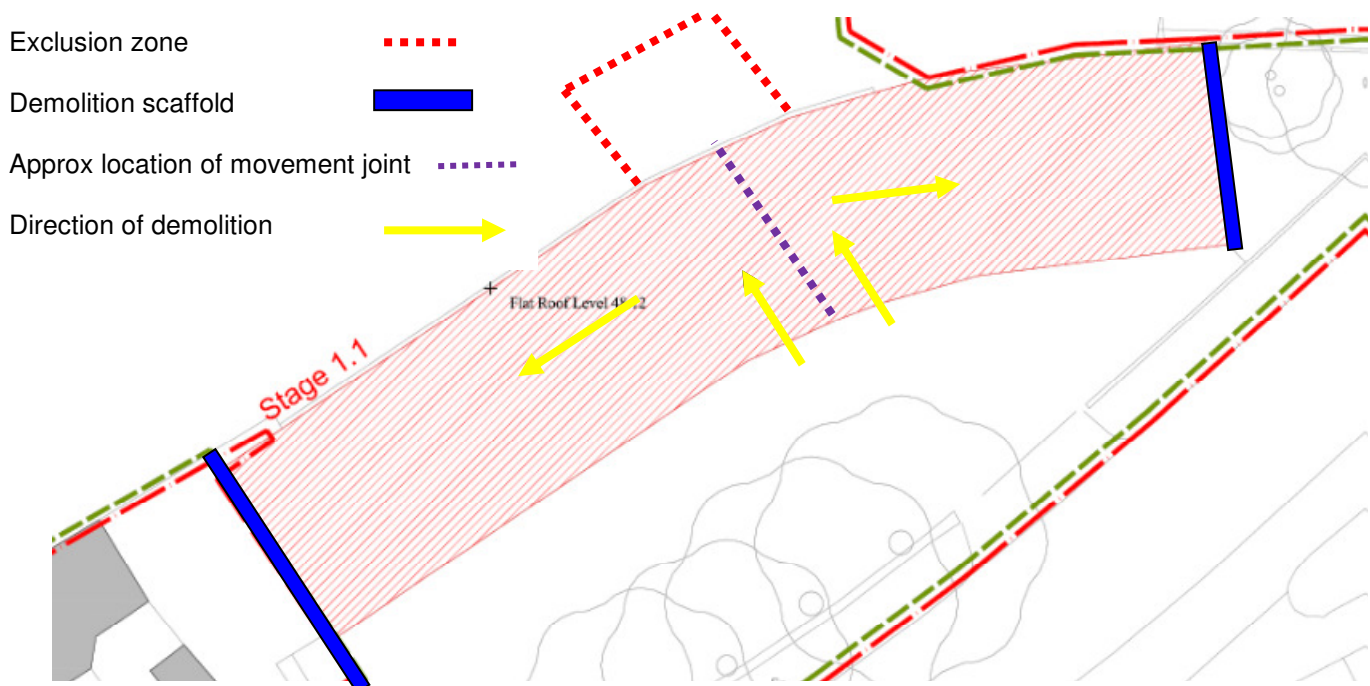 Exclusion zone
Demolition scaffold
Approx location of movement joint
Direction of demolition
Flat Roof Level
Stage 1.1